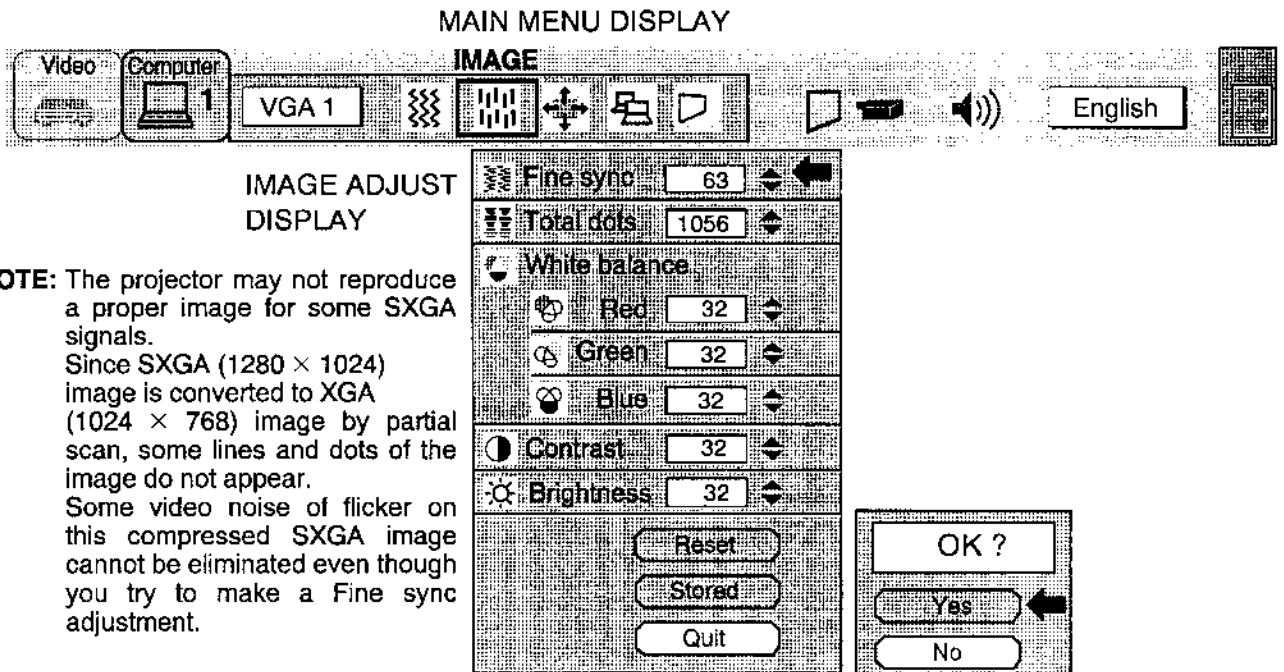 MAIN MENU DISPLAY
Video Computer IMAGE
1 VGA 1 English
IMAGE ADJUST
DISPLAY
OTE: The projector may not reproduce
a proper image for some SXGA
signals.
Since SXGA (1280 × 1024)
image is converted to XGA
(1024 × 768) image by partial
scan, some lines and dots of the
image do not appear.
Some video noise of flicker on
this compressed SXGA image
cannot be eliminated even though
you try to make a Fine sync
adjustment.
Fine sync 63
Total dots 1056
White balance
Red 32
Green 32
Blue 32
Contrast 32
Brightness 32
Reset
Stored
Quit
OK ?
Yes
No